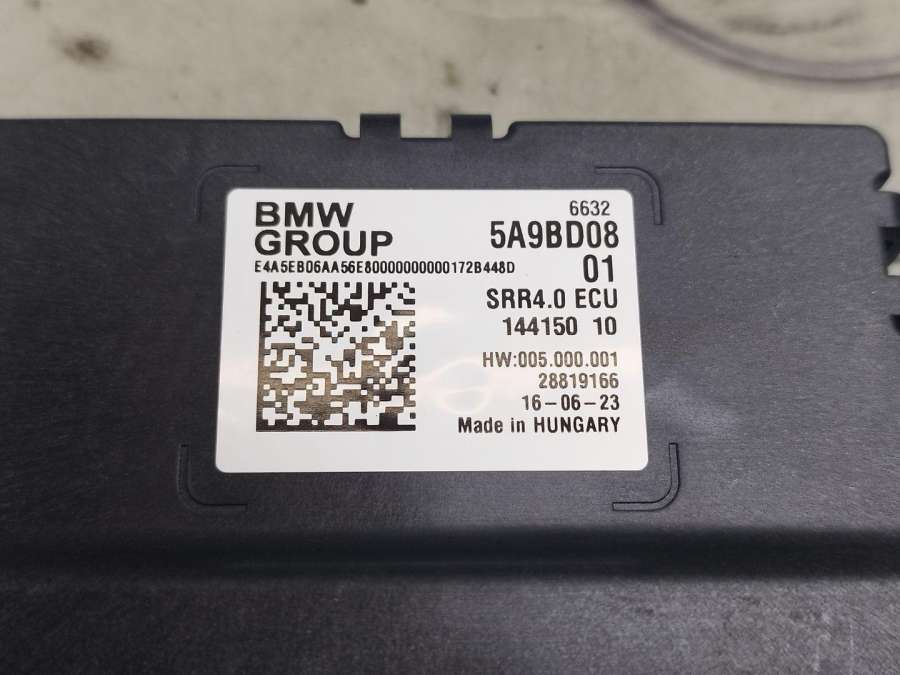 BMW
GROUP
E4A5EB06AA56E80000000000172B448D
6632
5A9BD08
01
SRR4.0 ECU
144150 10
HW:005.000.001
28819166
16-06-23
Made in HUNGARY